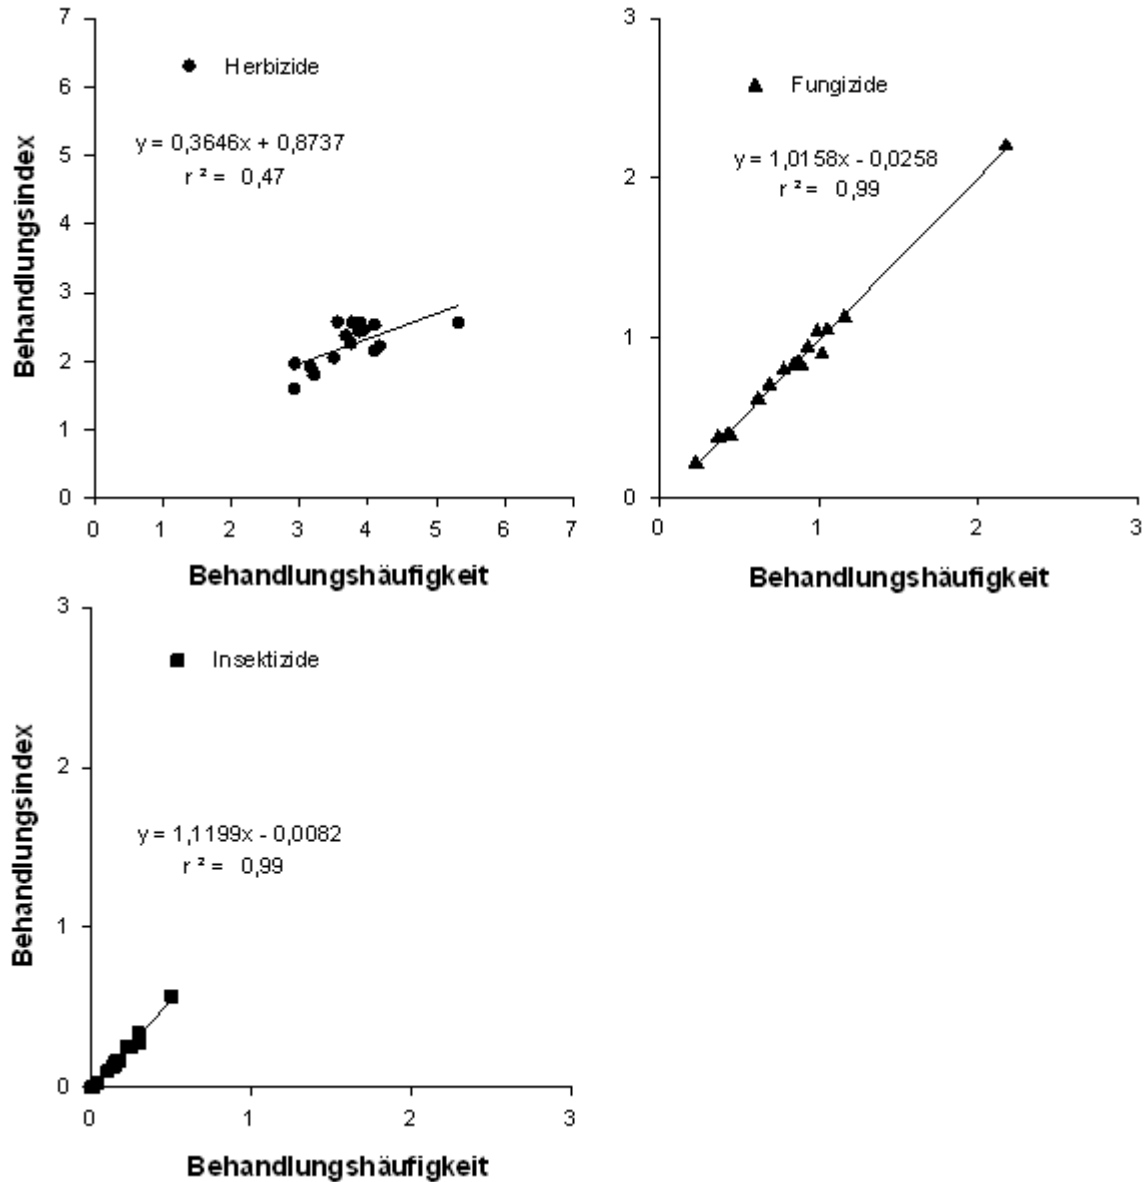 7
6
5
4
3
2
1
0
Behandlungsindex
Herbizide
y = 0,3646x + 0,8737
r ² = 0,47
0 1 2 3 4 5 6 7
Behandlungshäufigkeit
3
2
1
0
Fungizide
y = 1,0158x - 0,0258
r ² = 0,99
0 1 2 3
Behandlungshäufigkeit
3
2
1
0
Behandlungsindex
Insektizide
y = 1,1199x - 0,0082
r ² = 0,99
0 1 2 3
Behandlungshäufigkeit